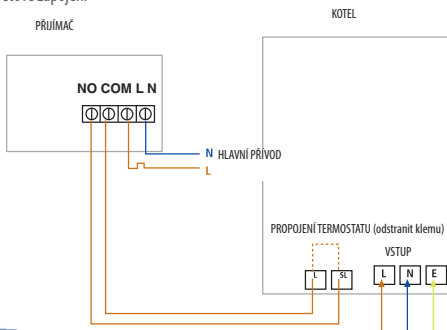 KOTEL
PŘIJÍMAČ
NO COM L N
N HLAVNÍ PŘÍVOD
L
PROPOJENÍ TERMOSTATU (odstranit klemu)
VSTUP
L SL L N E